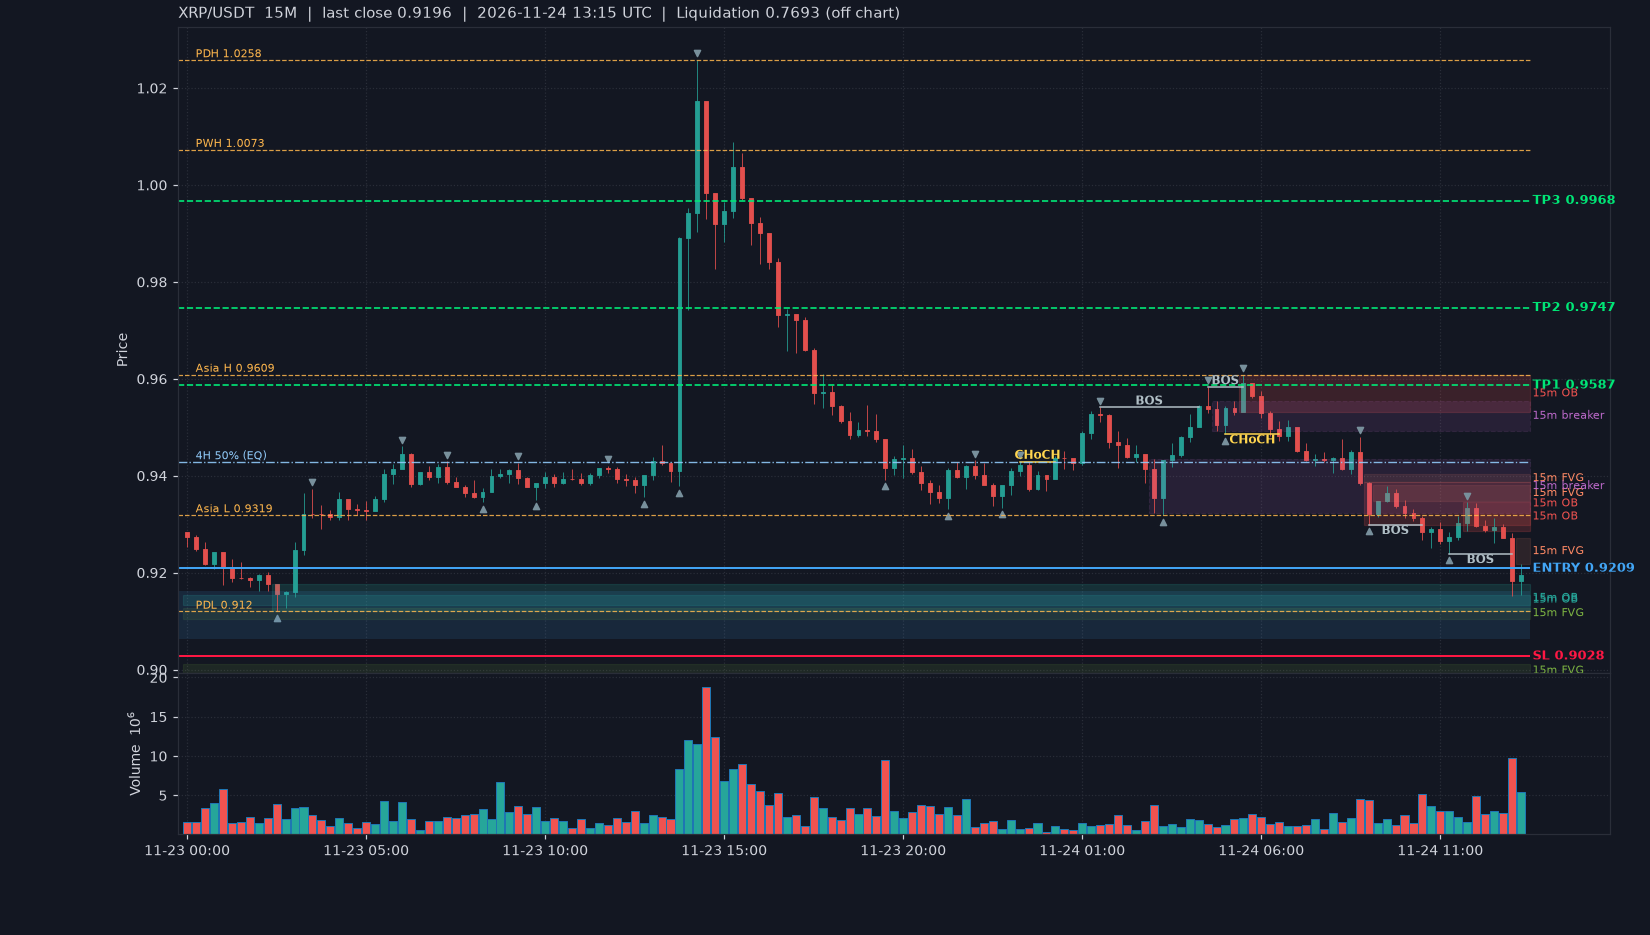 XRP/USDT 15M | last close 0.9196 | 2026-11-24 13:15 UTC | Liquidation 0.7693 (off chart)
PDH 1.0258
1.02
PWH 1.0073
1.00
TP3 0.9968
0.98
TP2 0.9747
Price
Asia H 0.9609
0.96
BOS
TP1 0.9587
15m OB
BOS
15m breaker
CHoCH
4H 50% (EQ)
CHoCH
0.94
15m FVG
15m breaker
15m FVG
15m OB
Asia L 0.9319
15m OB
BOS
15m FVG
BOS
0.92
ENTRY 0.9209
15m OB
15m OB
PDL 0.912
15m FVG
SL 0.9028
0.90
15m FVG
20
15
10
5
Volume 10⁶
11-23 00:00
11-23 05:00
11-23 10:00
11-23 15:00
11-23 20:00
11-24 01:00
11-24 06:00
11-24 11:00